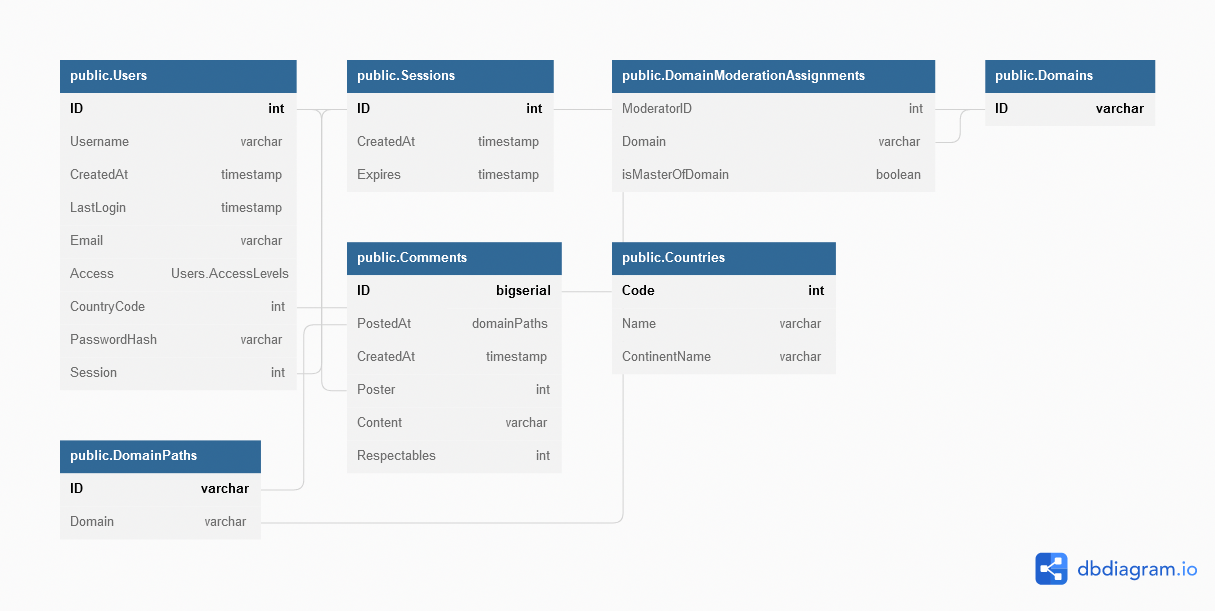 public.Users
ID int
Username varchar
CreatedAt timestamp
LastLogin timestamp
Email varchar
Access Users.AccessLevels
CountryCode int
PasswordHash varchar
Session int
public.Sessions
ID int
CreatedAt timestamp
Expires timestamp
public.DomainModerationAssignments
ModeratorID int
Domain varchar
isMasterOfDomain boolean
public.Domains
ID varchar
public.Comments
ID bigserial
PostedAt domainPaths
CreatedAt timestamp
Poster int
Content varchar
Respectables int
public.Countries
Code int
Name varchar
ContinentName varchar
public.DomainPaths
ID varchar
Domain varchar
dbdiagram.io